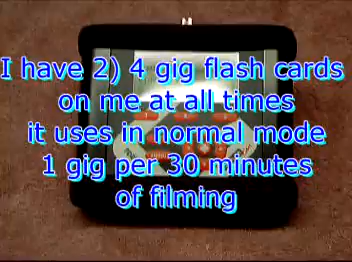 I have 2) 4 gig flash cards
on me at all times
it uses in normal mode
1 gig per 30 minutes
of filming